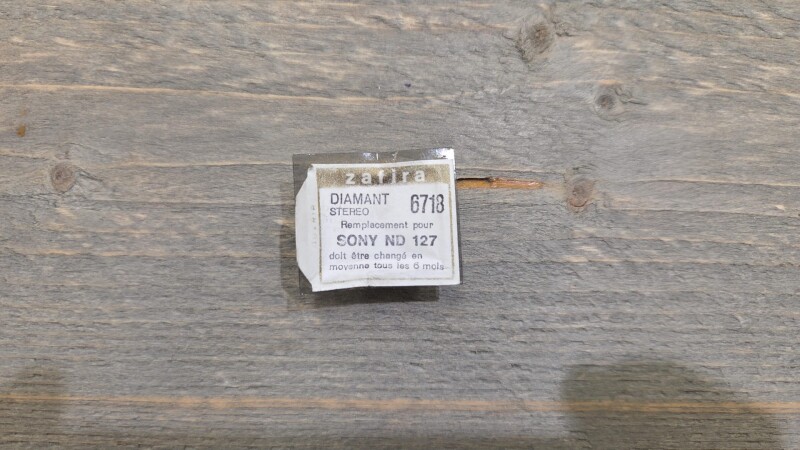 zafira
DIAMANT 6718
STEREO
Remplacement pour
SONY ND 127
doit être changé en
moyenne tous les 6 mois